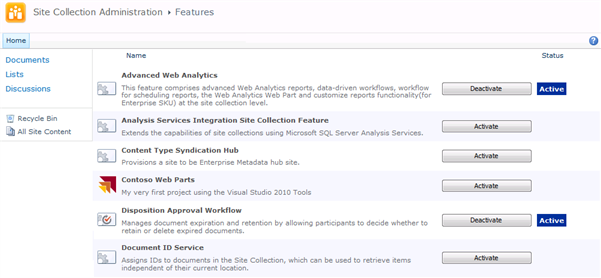 Site Collection Administration ▸ Features
Home
Documents
Lists
Discussions
Recycle Bin
All Site Content
Name Status
Advanced Web Analytics
This feature comprises advanced Web Analytics reports, data-driven workflows, workflow
for scheduling reports, the Web Analytics Web Part and customize reports functionality(for
Enterprise SKU) at the site collection level.
Deactivate Active
Analysis Services Integration Site Collection Feature
Extends the capabilities of site collections using Microsoft SQL Server Analysis Services.
Activate
Content Type Syndication Hub
Provisions a site to be Enterprise Metadata hub site.
Activate
Contoso Web Parts
My very first project using the Visual Studio 2010 Tools
Activate
Disposition Approval Workflow
Manages document expiration and retention by allowing participants to decide whether to
retain or delete expired documents.
Deactivate Active
Document ID Service
Assigns IDs to documents in the Site Collection, which can be used to retrieve items
independent of their current location.
Activate